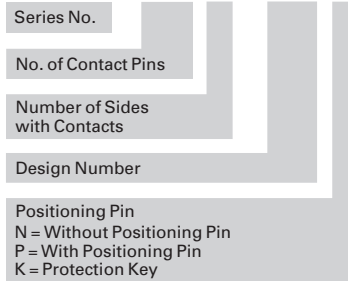 Series No.
No. of Contact Pins
Number of Sides
with Contacts
Design Number
Positioning Pin
N = Without Positioning Pin
P = With Positioning Pin
K = Protection Key